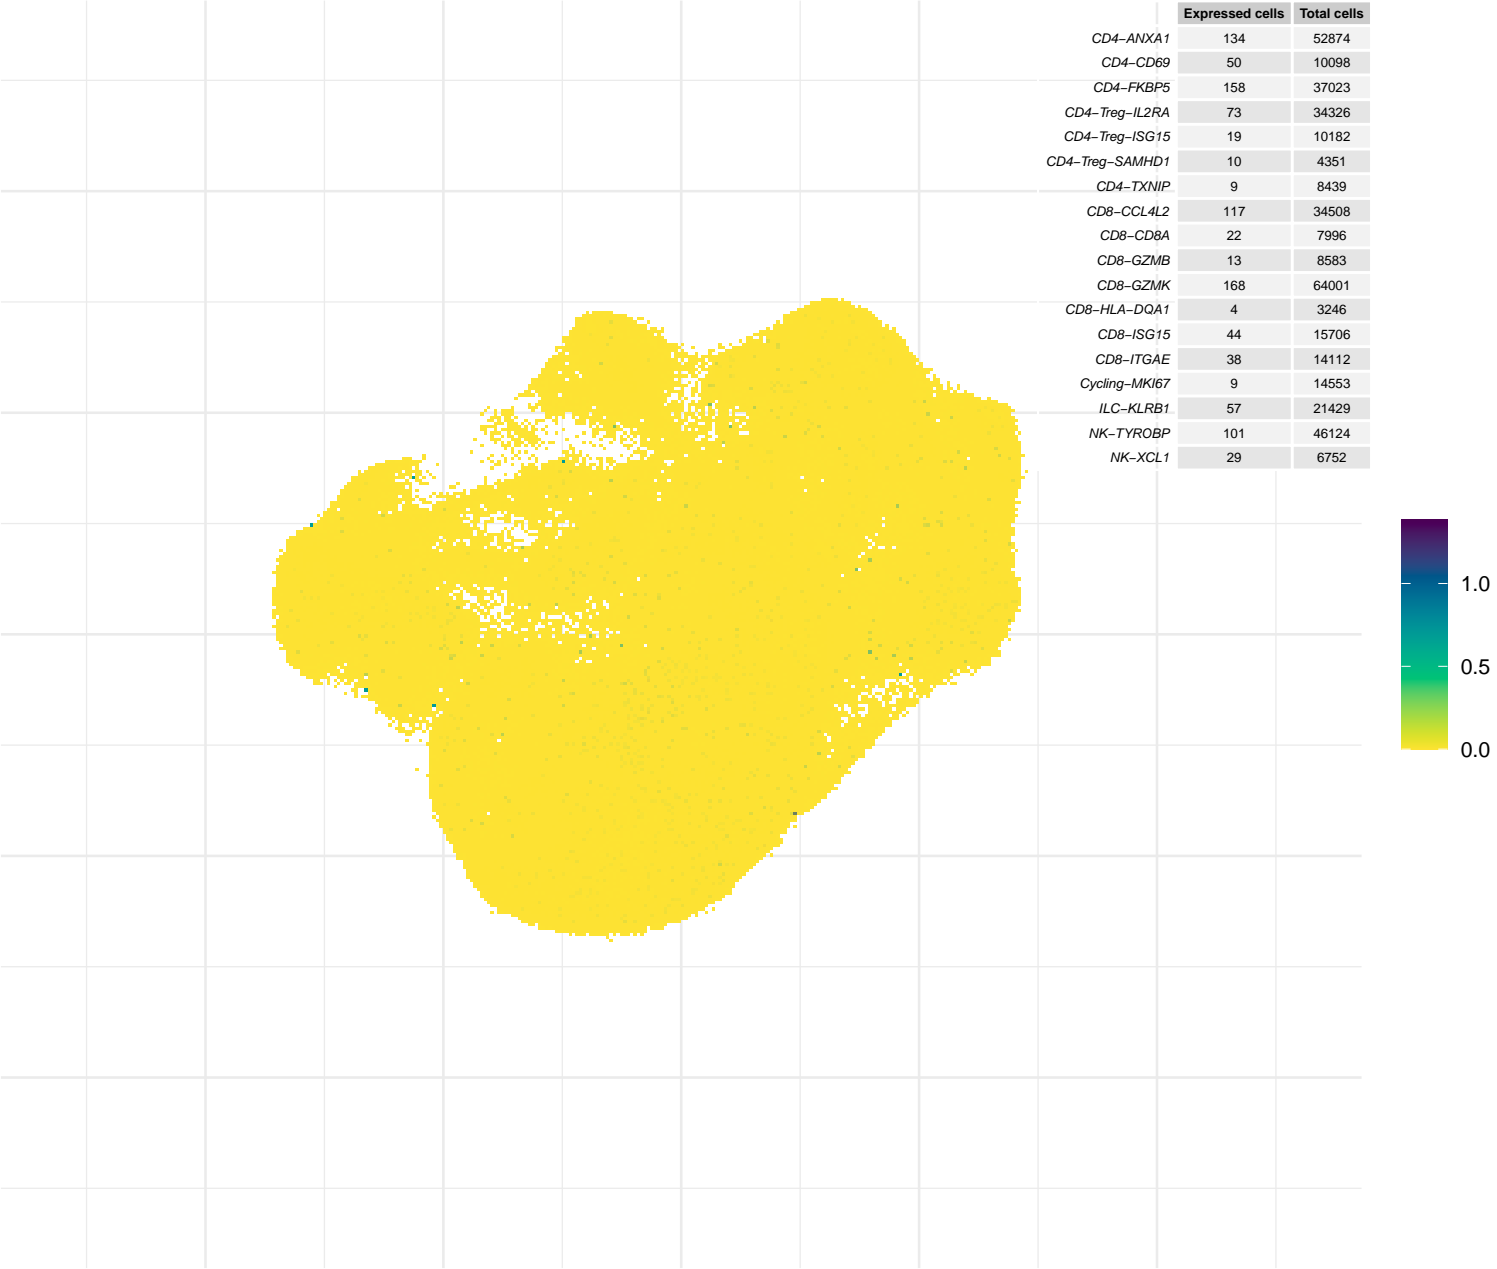 Expressed cells Total cells
CD4−ANXA1 134 52874
CD4−CD69 50 10098
CD4−FKBP5 158 37023
CD4−Treg−IL2RA 73 34326
CD4−Treg−ISG15 19 10182
CD4−Treg−SAMHD1 10 4351
CD4−TXNIP 9 8439
CD8−CCL4L2 117 34508
CD8−CD8A 22 7996
CD8−GZMB 13 8583
CD8−GZMK 168 64001
CD8−HLA−DQA1 4 3246
CD8−ISG15 44 15706
CD8−ITGAE 38 14112
Cycling−MKI67 9 14553
ILC−KLRB1 57 21429
NK−TYROBP 101 46124
NK−XCL1 29 6752
1.0
0.5
0.0